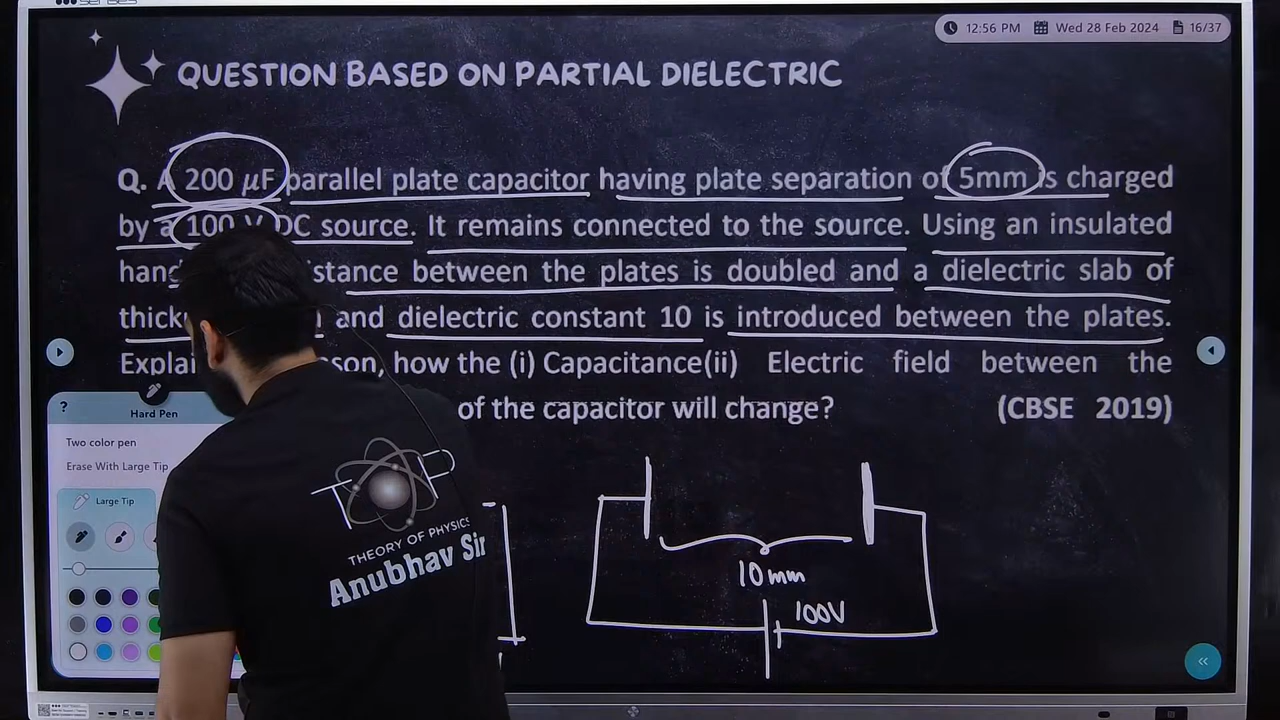 12:56 PM Wed 28 Feb 2024 16/37
QUESTION BASED ON PARTIAL DIELECTRIC
Q. A 200 μF parallel plate capacitor having plate separation of 5mm is charged
by a 100 V DC source. It remains connected to the source. Using an insulated
between the plates is doubled and a dielectric slab of
and dielectric constant 10 is introduced between the plates.
how the (i) Capacitance(ii) Electric field between the
of the capacitor will change? (CBSE 2019)
?
Hard Pen
Two color pen
Erase With Large Tip
Large Tip
THEORY OF PHYSICS
Anubhav Sir
10mm
100V